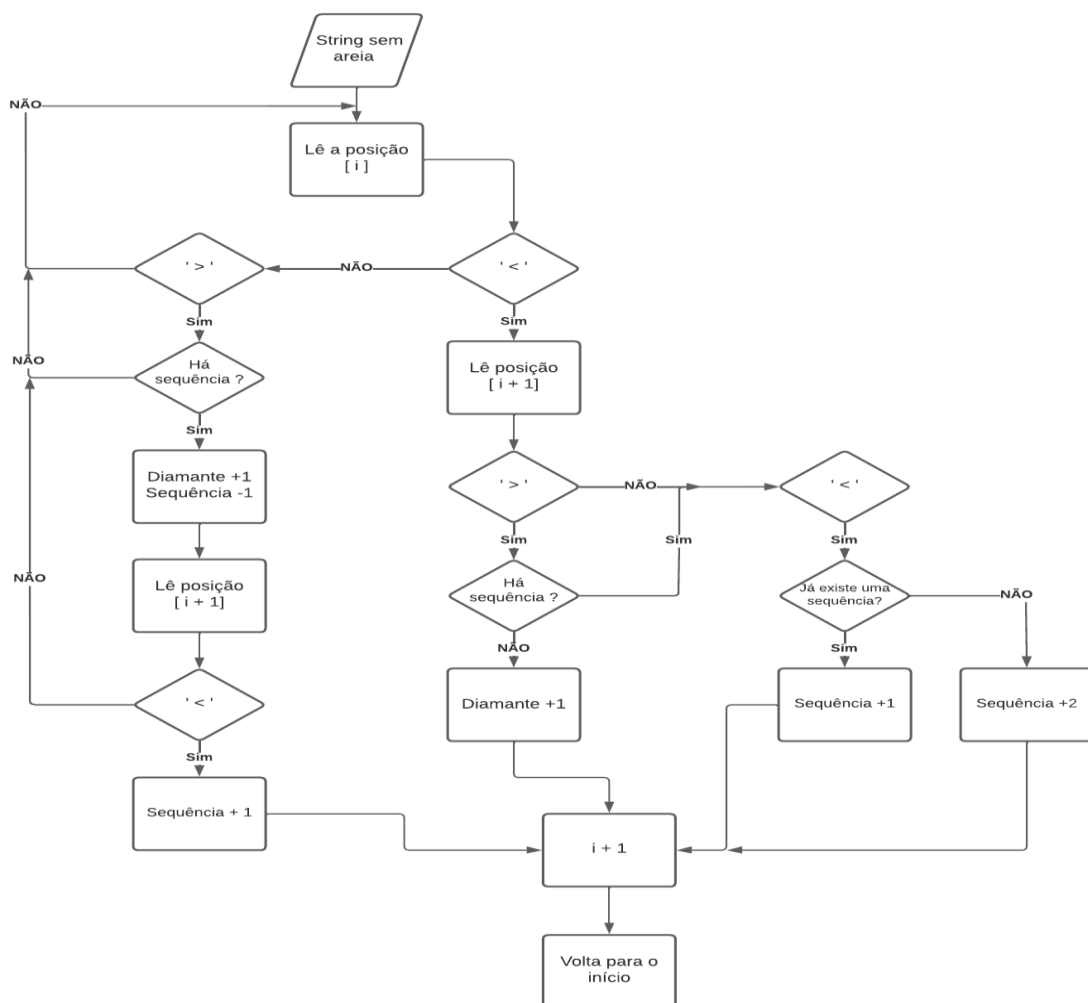 String sem
areia
NÃO
Lê a posição
[ i ]
' > '
NÃO
' < '
Sim
Sim
NÃO
Há
sequência ?
Lê posição
[ i + 1]
Sim
Diamante +1
Sequência -1
' > '
NÃO
' < '
Sim
Sim
Sim
NÃO
Lê posição
[ i + 1]
Há
sequência ?
Já existe uma
sequência?
NÃO
NÃO
Sim
' < '
Diamante +1
Sequência +1
Sequência +2
Sim
Sequência + 1
i + 1
Volta para o
início